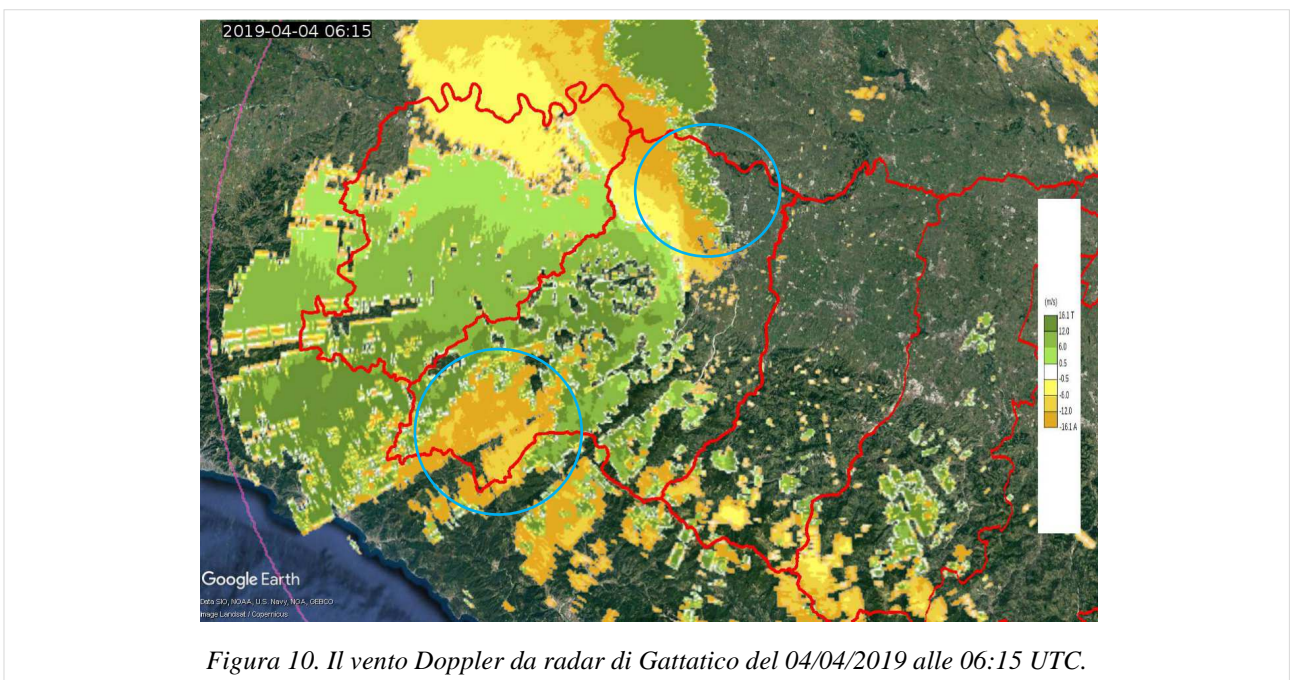 2019-04-04 06:15
(m/s)
16.1 T
12.0
6.0
0.5
-0.5
-6.0
-12.0
-16.1 A
Google Earth
Data SIO, NOAA, U.S. Navy, NGA, GEBCO
Image Landsat / Copernicus
Figura 10. Il vento Doppler da radar di Gattatico del 04/04/2019 alle 06:15 UTC.